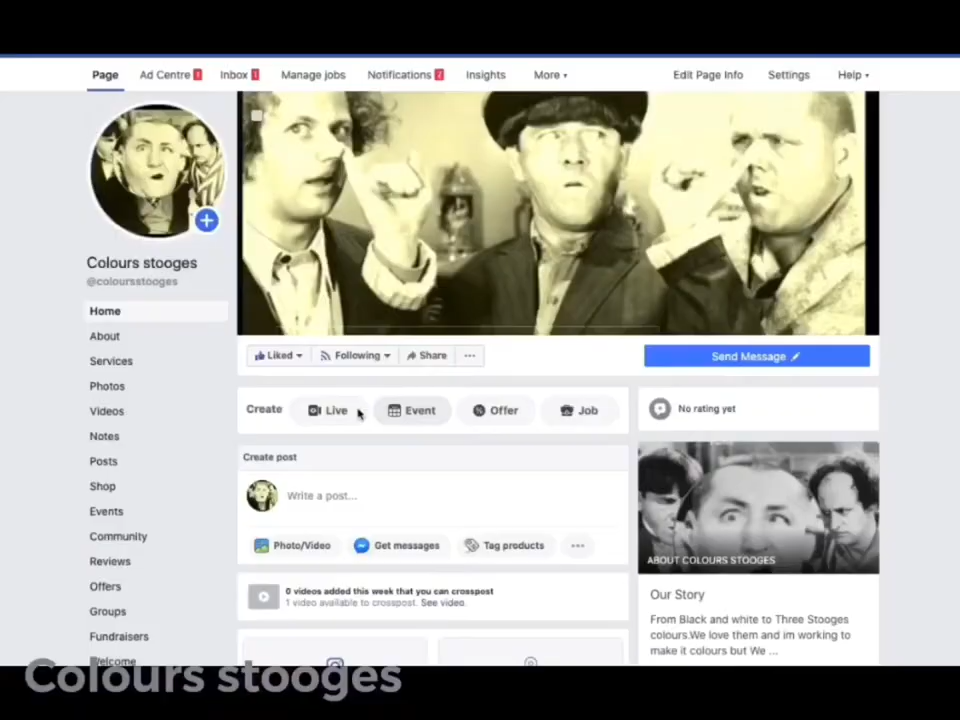 Page Ad Centre 1 Inbox 1 Manage jobs Notifications 2 Insights More Edit Page Info Settings Help
Colours stooges
@coloursstooges
Home
About
Services
Photos
Videos
Notes
Posts
Shop
Events
Community
Reviews
Offers
Groups
Fundraisers
Welcome
Liked Following Share ... Send Message
Create Live Event Offer Job
Create post
Write a post...
Photo/Video Get messages Tag products ...
0 videos added this week that you can crosspost
1 video available to crosspost. See video.
No rating yet
ABOUT COLOURS STOOGES
Our Story
From Black and white to Three Stooges
colours.We love them and im working to
make it colours but We ...
Colours stooges